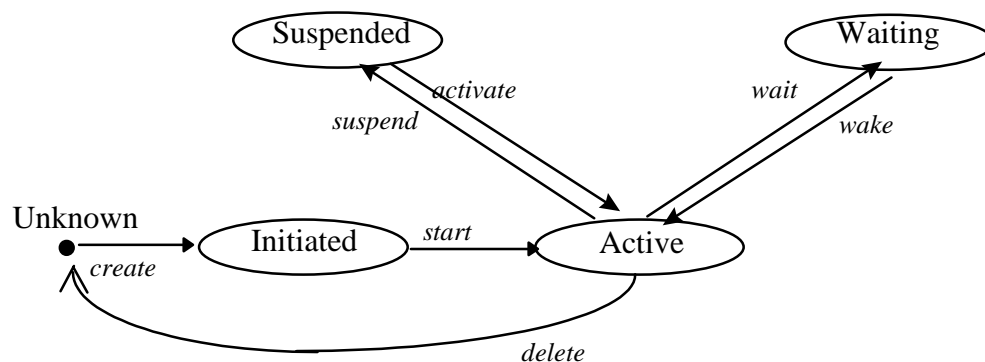 Suspended
Waiting
activate
wait
suspend
wake
Unknown
Initiated
start
Active
create
delete